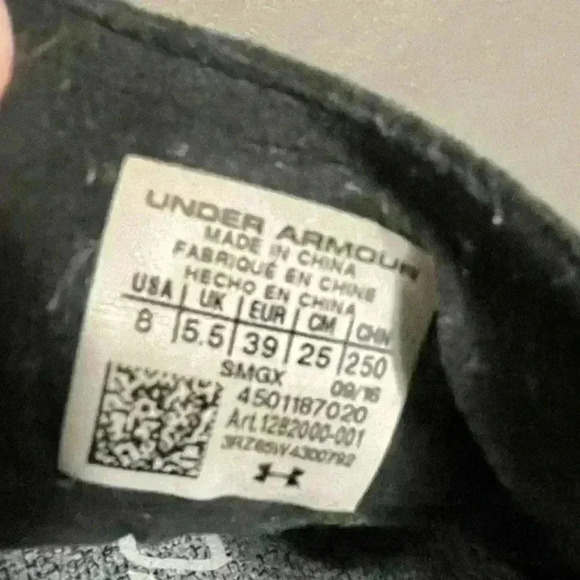 UNDER ARMOUR
MADE IN CHINA
FABRIQUÉ EN CHINE
HECHO EN CHINA
USA UK EUR CM CHN
8 5.5 39 25 250
SMGX 09/16
4501187020
Art.1282000-001